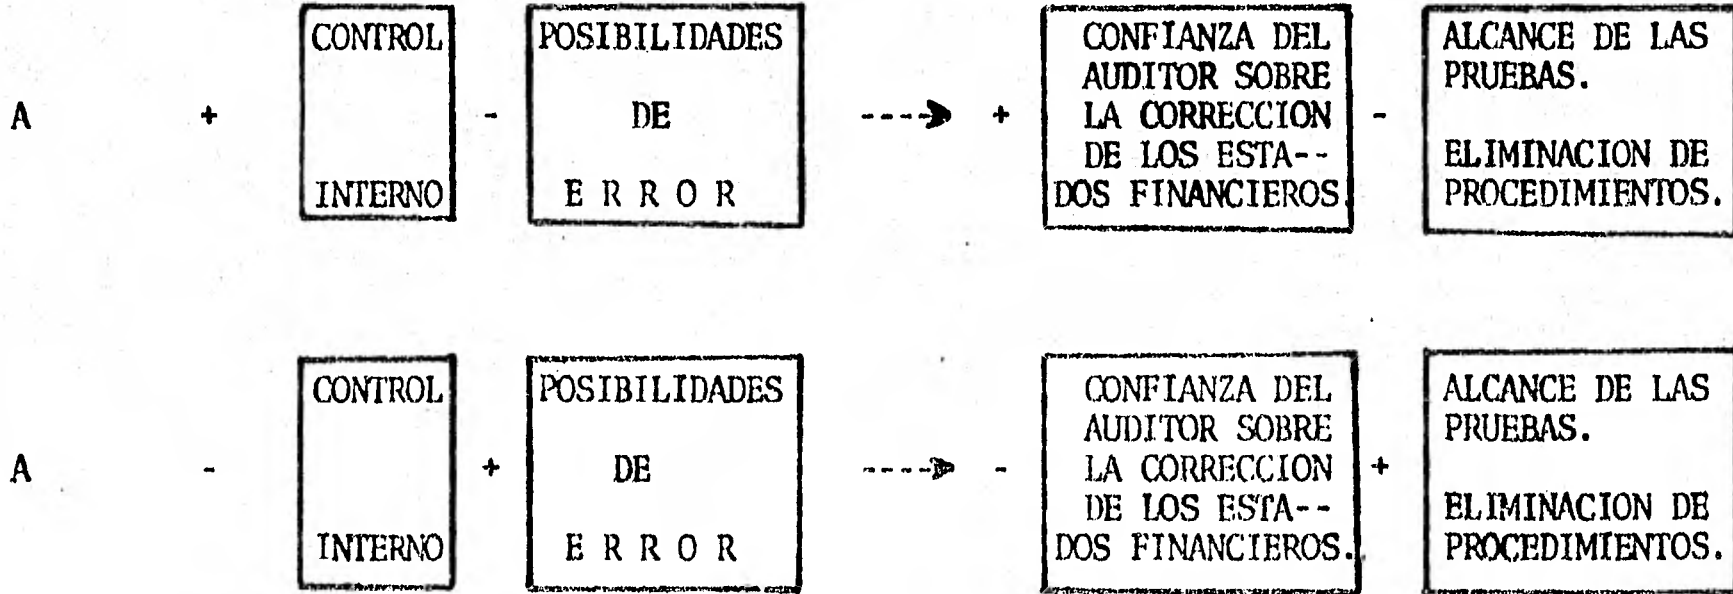 A + CONTROL INTERNO - POSIBILIDADES DE E R R O R ----> + CONFIANZA DEL AUDITOR SOBRE LA CORRECCION DE LOS ESTA-- DOS FINANCIEROS - ALCANCE DE LAS PRUEBAS. ELIMINACION DE PROCEDIMIENTOS.
A - CONTROL INTERNO + POSIBILIDADES DE E R R O R ----> - CONFIANZA DEL AUDITOR SOBRE LA CORRECCION DE LOS ESTA-- DOS FINANCIEROS. + ALCANCE DE LAS PRUEBAS. ELIMINACION DE PROCEDIMIENTOS.